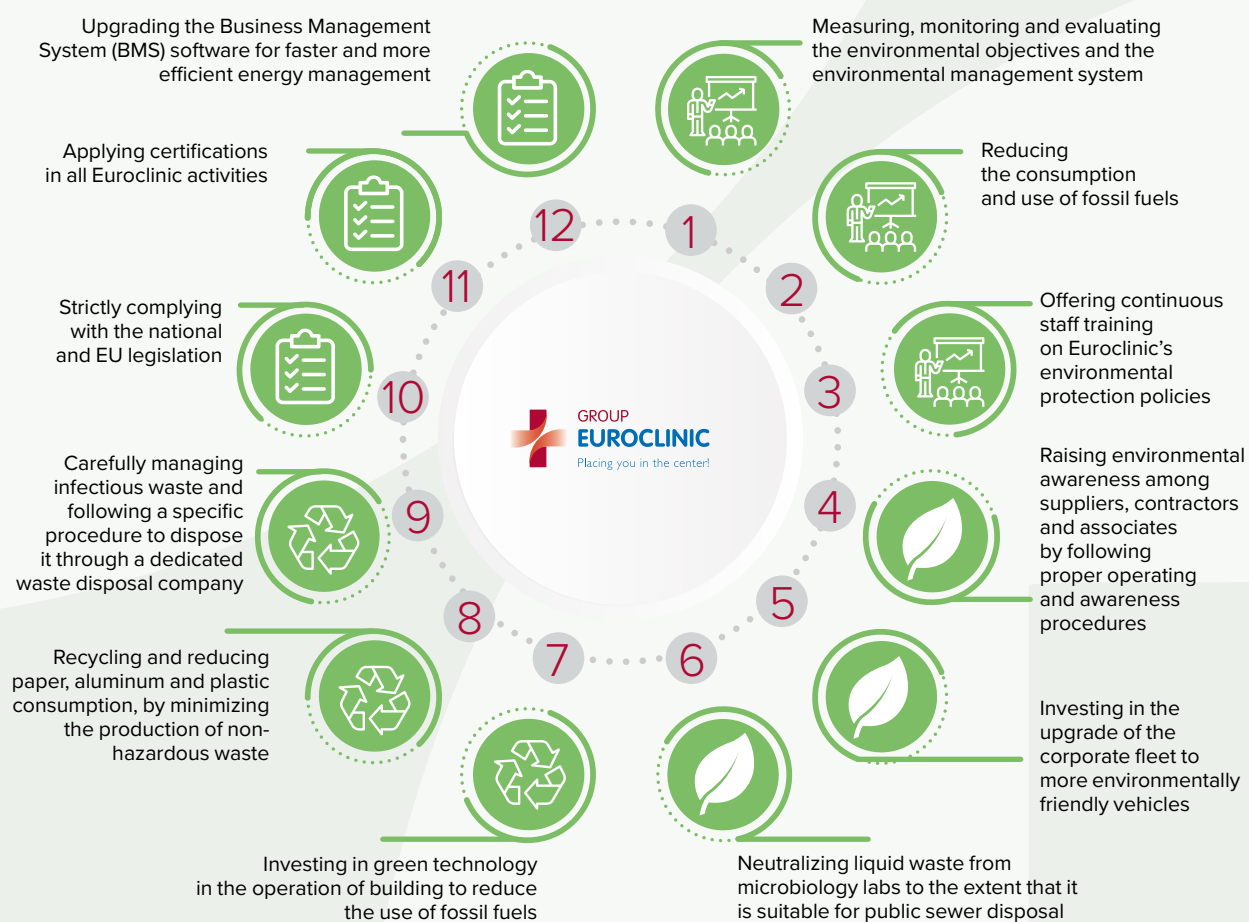 Measuring, monitoring and evaluating
the environmental objectives and the
environmental management system
1
Reducing
the consumption
and use of fossil fuels
2
Offering continuous
staff training
on Euroclinic’s
environmental
protection policies
3
Raising environmental
awareness among
suppliers, contractors
and associates
by following
proper operating
and awareness
procedures
4
Investing in the
upgrade of the
corporate fleet to
more environmentally
friendly vehicles
5
Neutralizing liquid waste from
microbiology labs to the extent that it
is suitable for public sewer disposal
6
Investing in green technology
in the operation of building to reduce
the use of fossil fuels
7
Recycling and reducing
paper, aluminum and plastic
consumption, by minimizing
the production of non-
hazardous waste
8
Carefully managing
infectious waste and
following a specific
procedure to dispose
it through a dedicated
waste disposal company
9
Strictly complying
with the national
and EU legislation
10
Applying certifications
in all Euroclinic activities
11
Upgrading the Business Management
System (BMS) software for faster and more
efficient energy management
12
GROUP
EUROCLINIC
Placing you in the center!